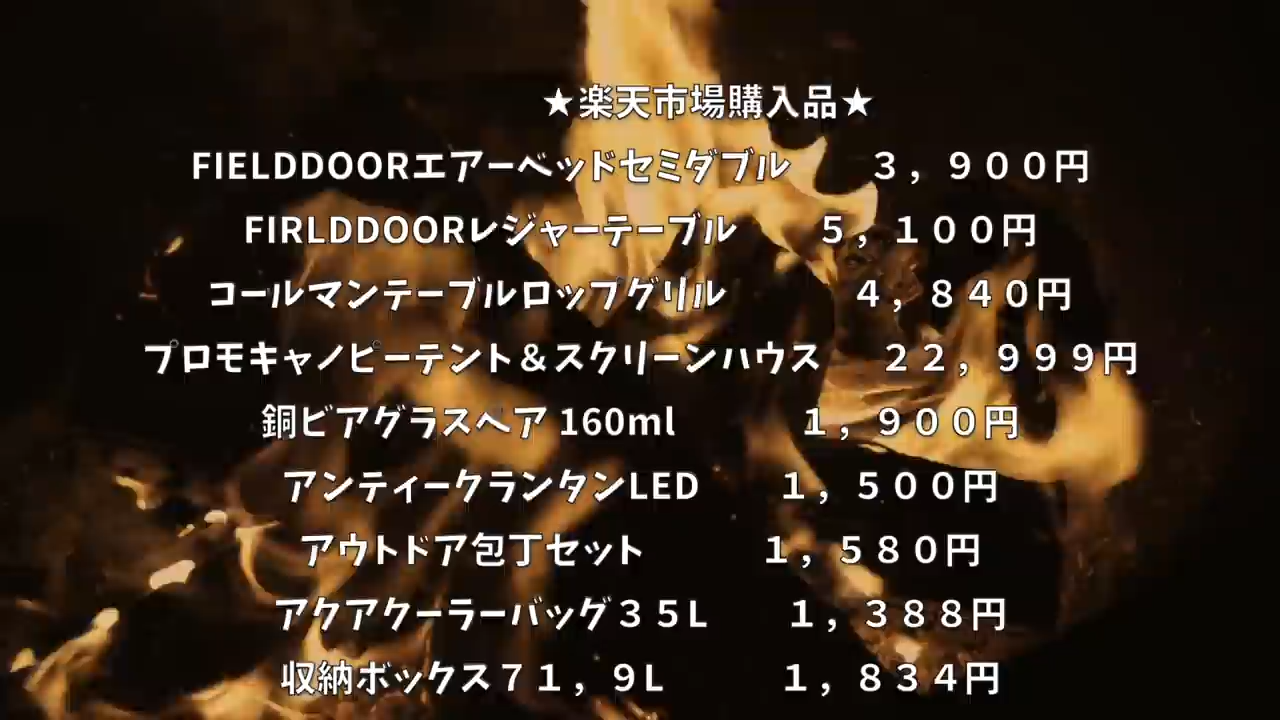 ★楽天市場購入品★
FIELDDOORエアーベッドセミダブル　　３，９００円
FIRLDDOORレジャーテーブル　　５，１００円
コールマンテーブルロップグリル　　　４，８４０円
プロモキャノピーテント＆スクリーンハウス　２２，９９９円
銅ビアグラスペア 160ml　　　１，９００円
アンティークランタンLED　　１，５００円
アウトドア包丁セット　　　１，５８０円
アクアクーラーバッグ３５L　　１，３８８円
収納ボックス７１，９L　　　１，８３４円